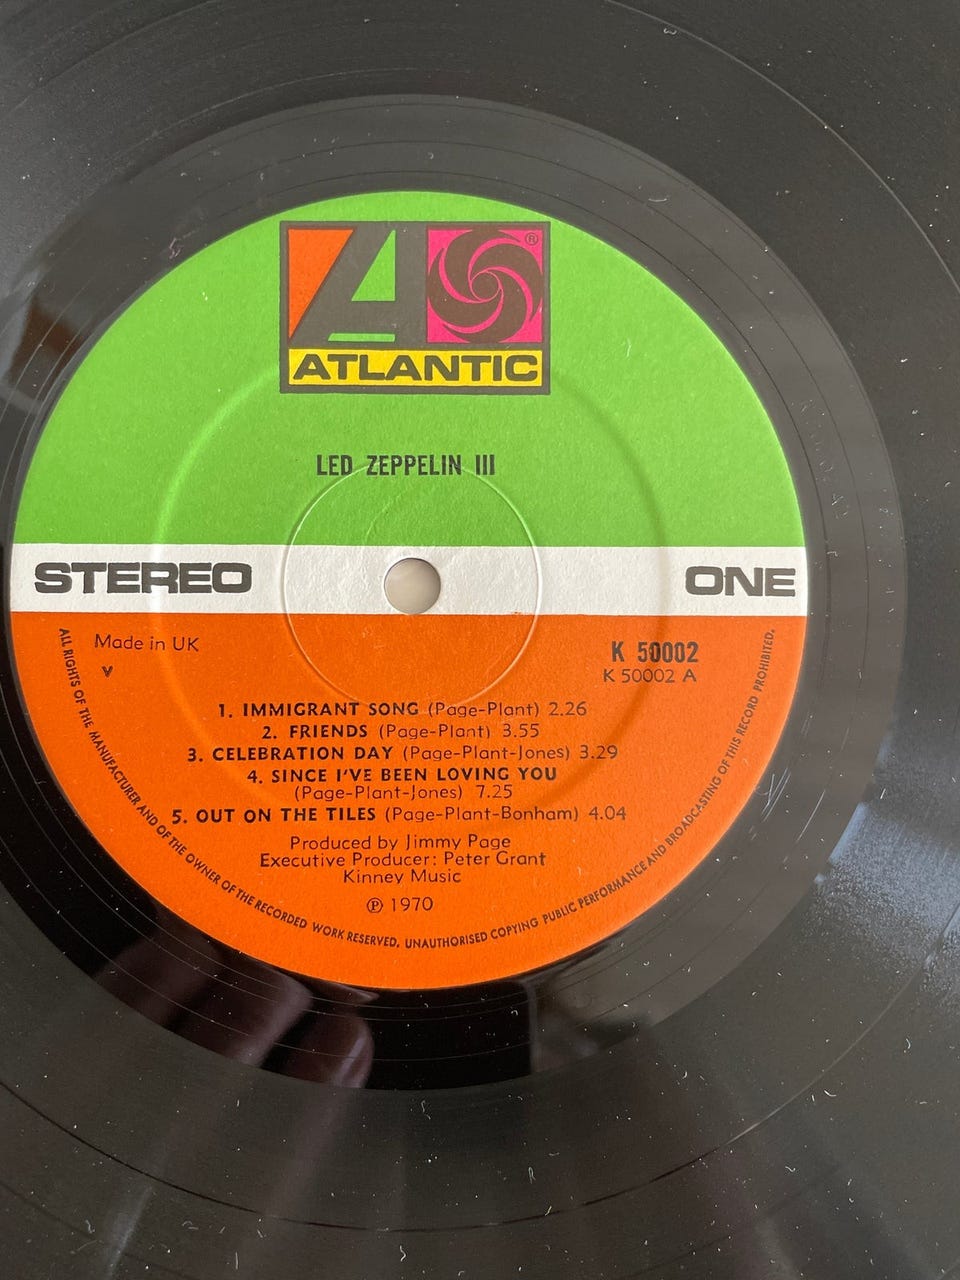 A ®
ATLANTIC
LED ZEPPELIN III
STEREO
ONE
Made in UK
V
K 50002
K 50002 A
1. IMMIGRANT SONG (Page-Plant) 2.26
2. FRIENDS (Page-Plant) 3.55
3. CELEBRATION DAY (Page-Plant-Jones) 3.29
4. SINCE I'VE BEEN LOVING YOU
(Page-Plant-Jones) 7.25
5. OUT ON THE TILES (Page-Plant-Bonham) 4.04
Produced by Jimmy Page
Executive Producer: Peter Grant
Kinney Music
℗ 1970
ALL RIGHTS OF THE MANUFACTURER AND OF THE OWNER OF THE RECORDED WORK RESERVED. UNAUTHORISED COPYING PUBLIC PERFORMANCE AND BROADCASTING OF THIS RECORD PROHIBITED.